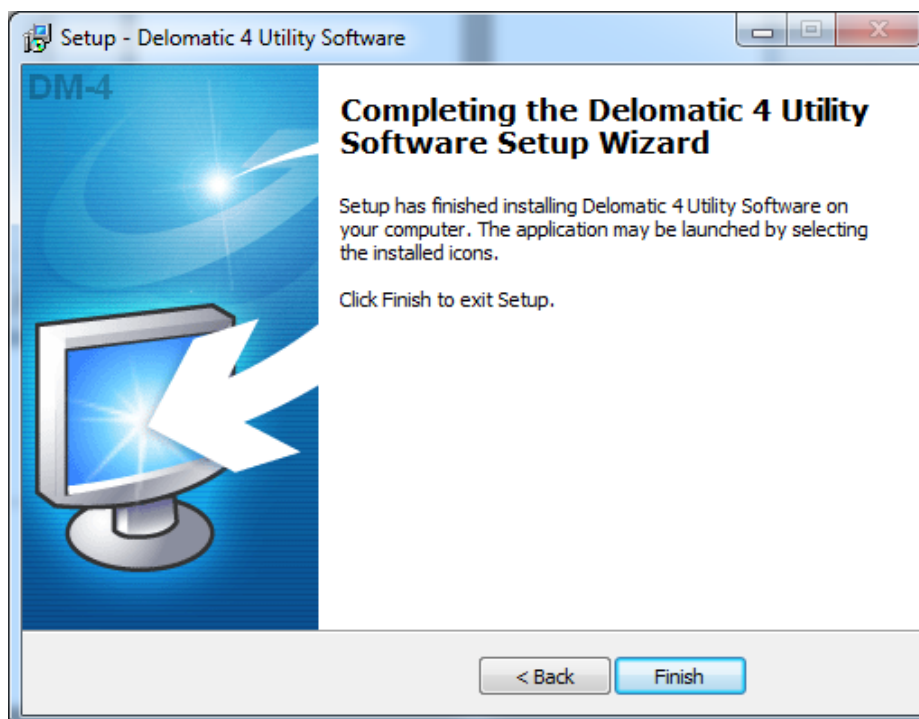 Setup - Delomatic 4 Utility Software
DM-4
Completing the Delomatic 4 Utility
Software Setup Wizard
Setup has finished installing Delomatic 4 Utility Software on
your computer. The application may be launched by selecting
the installed icons.
Click Finish to exit Setup.
< Back
Finish